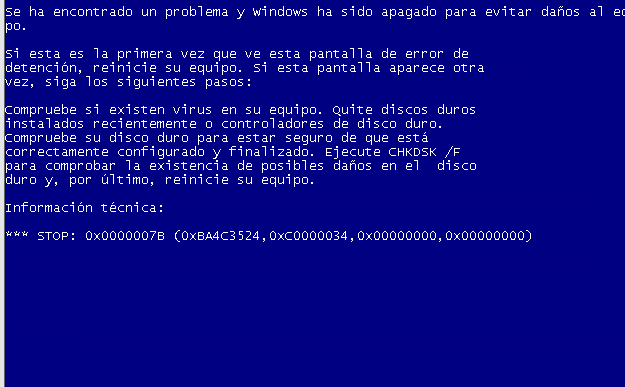 Se ha encontrado un problema y Windows ha sido apagado para evitar daños al
po.
Si esta es la primera vez que ve esta pantalla de error de
detención, reinicie su equipo. Si esta pantalla aparece otra
vez, siga los siguientes pasos:
Compruebe si existen virus en su equipo. Quite discos duros
instalados recientemente o controladores de disco duro.
Compruebe su disco duro para estar seguro de que está
correctamente configurado y finalizado. Ejecute CHKDSK /F
para comprobar la existencia de posibles daños en el  disco
duro y, por último, reinicie su equipo.
Información técnica:
*** STOP: 0x0000007B (0xBA4C3524,0xC0000034,0x00000000,0x00000000)